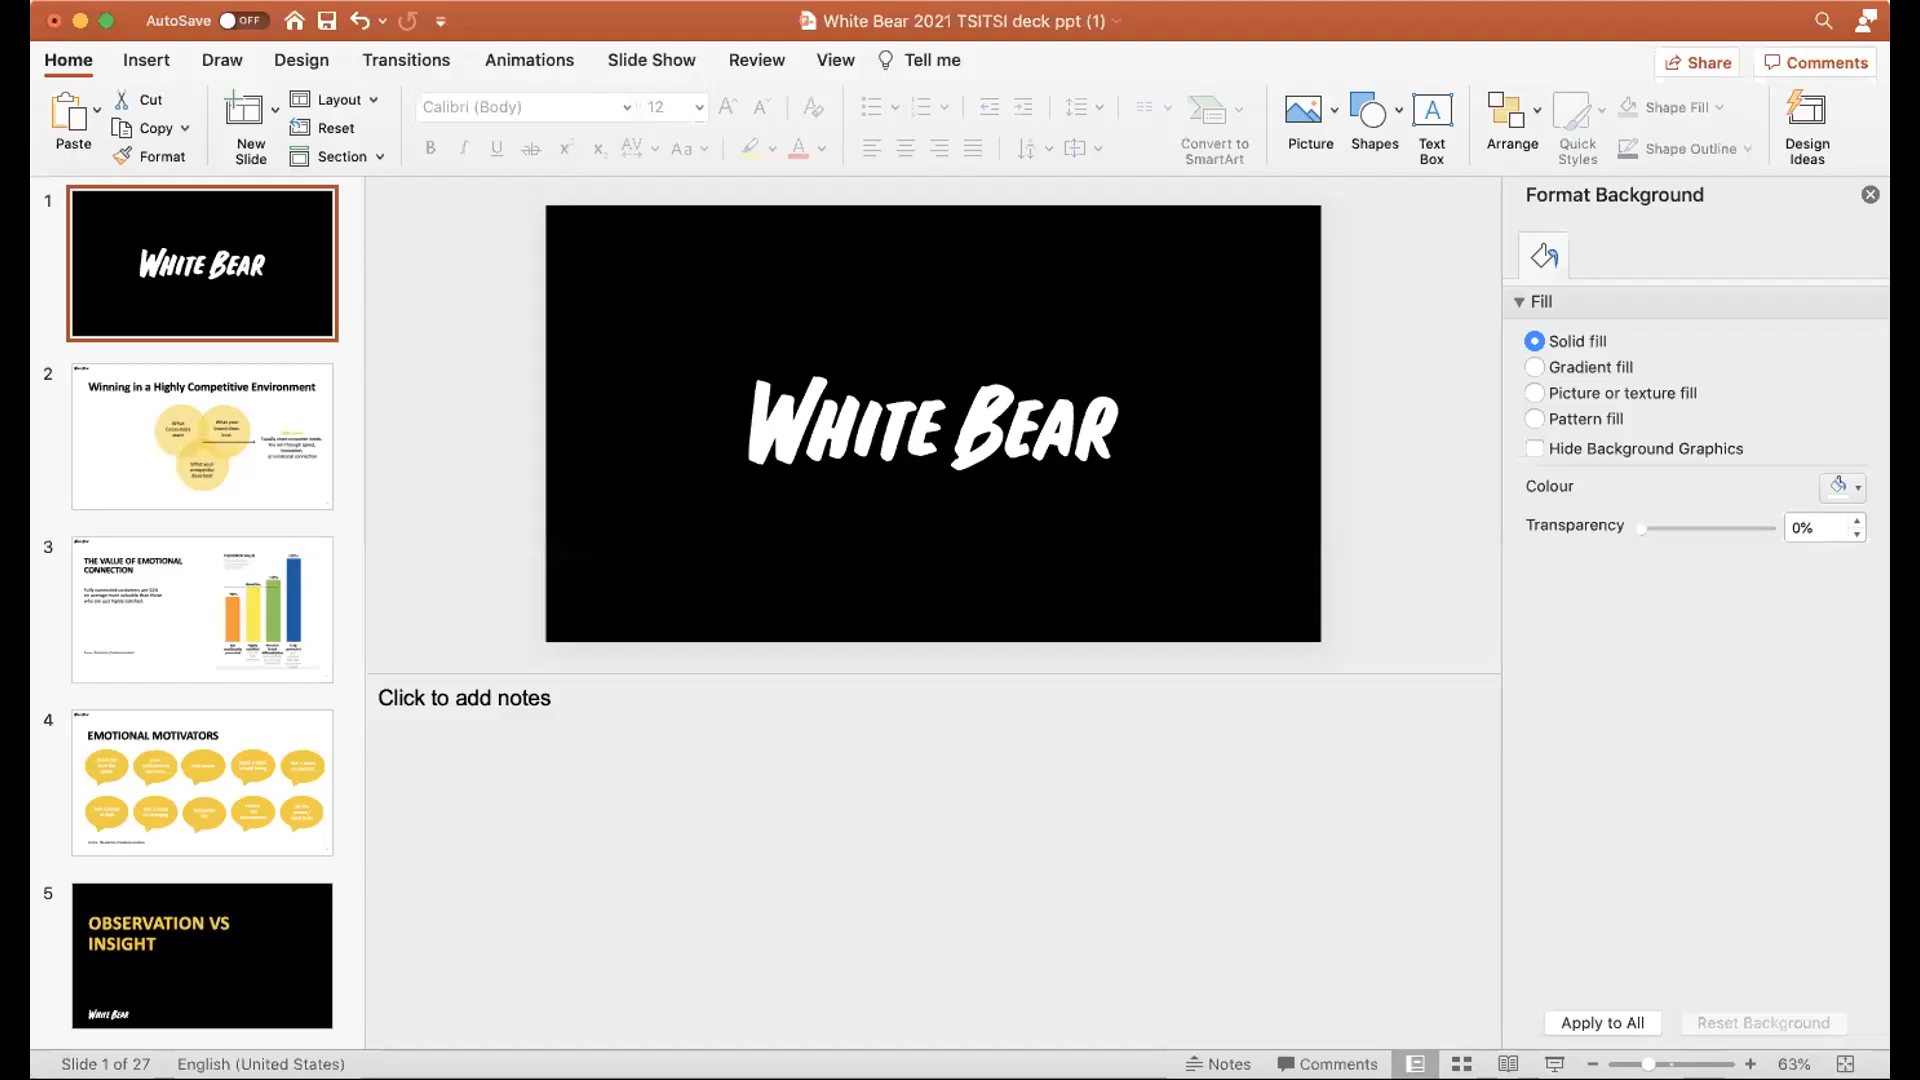 AutoSave OFF
White Bear 2021 TSITSI deck ppt (1)
Home Insert Draw Design Transitions Animations Slide Show Review View Tell me
Share Comments
Paste
Cut
Copy
Format
New Slide
Layout
Reset
Section
Calibri (Body) 12
Convert to SmartArt
Picture
Shapes
Text Box
Arrange
Quick Styles
Shape Fill
Shape Outline
Design Ideas
1
WHITE BEAR
2
Winning in a Highly Competitive Environment
3
THE VALUE OF EMOTIONAL
CONNECTION
4
EMOTIONAL MOTIVATORS
5
OBSERVATION VS
INSIGHT
WHITE BEAR
WHITE BEAR
Click to add notes
Format Background
Fill
Solid fill
Gradient fill
Picture or texture fill
Pattern fill
Hide Background Graphics
Colour
Transparency 0%
Apply to All Reset Background
Slide 1 of 27 English (United States)
Notes Comments 63%